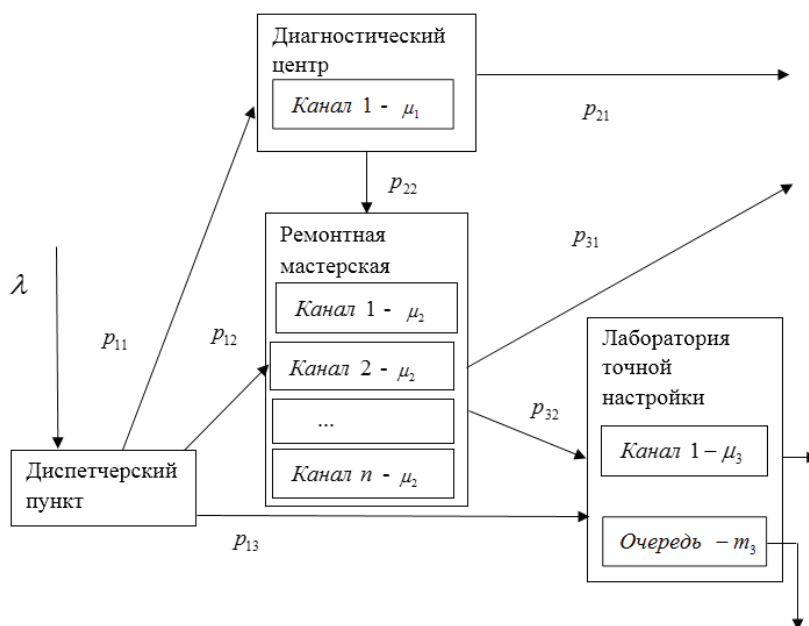 Диагностический
центр
Канал 1 - μ₁
p₂₁
p₂₂
Ремонтная
мастерская
Канал 1 - μ₂
Канал 2 - μ₂
...
Канал n - μ₂
p₃₁
λ
p₁₁
p₁₂
p₃₂
Лаборатория
точной
настройки
Канал 1 – μ₃
Очередь – m₃
Диспетчерский
пункт
p₁₃